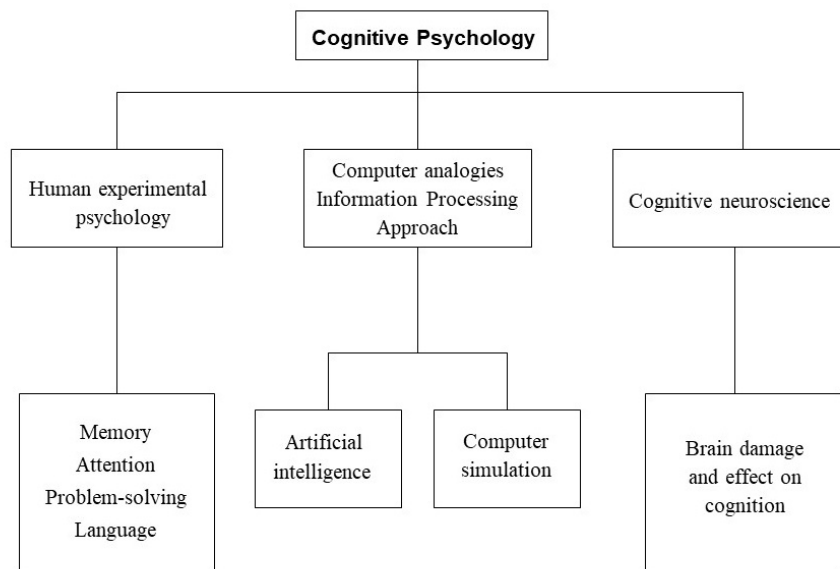 Cognitive Psychology
Human experimental
psychology
Computer analogies
Information Processing
Approach
Cognitive neuroscience
Memory
Attention
Problem-solving
Language
Artificial
intelligence
Computer
simulation
Brain damage
and effect on
cognition